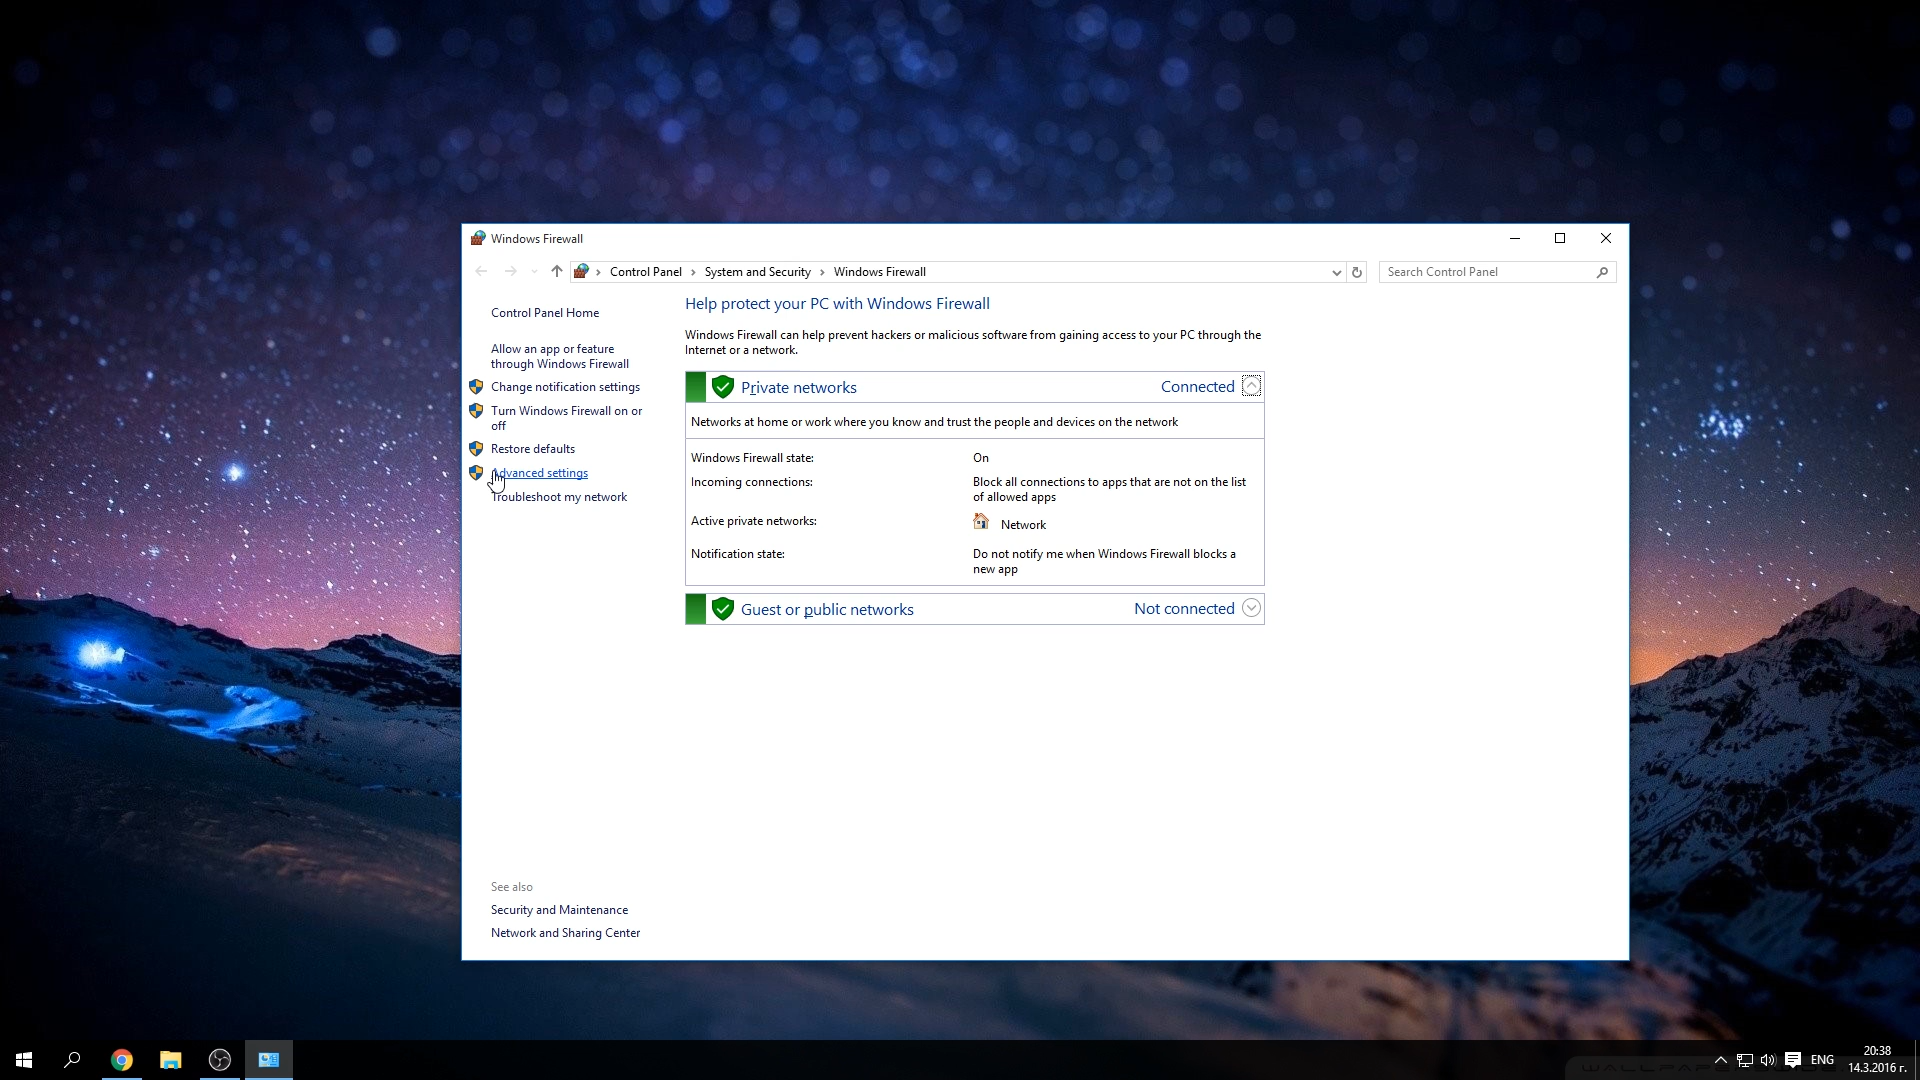 Windows Firewall
Control Panel
System and Security
Windows Firewall
Search Control Panel
Control Panel Home
Allow an app or feature
through Windows Firewall
Change notification settings
Turn Windows Firewall on or
off
Restore defaults
Advanced settings
Troubleshoot my network
Help protect your PC with Windows Firewall
Windows Firewall can help prevent hackers or malicious software from gaining access to your PC through the
Internet or a network.
Private networks
Connected
Networks at home or work where you know and trust the people and devices on the network
Windows Firewall state:
On
Incoming connections:
Block all connections to apps that are not on the list
of allowed apps
Active private networks:
Network
Notification state:
Do not notify me when Windows Firewall blocks a
new app
Guest or public networks
Not connected
See also
Security and Maintenance
Network and Sharing Center
ENG
20:38
14.3.2016 г.